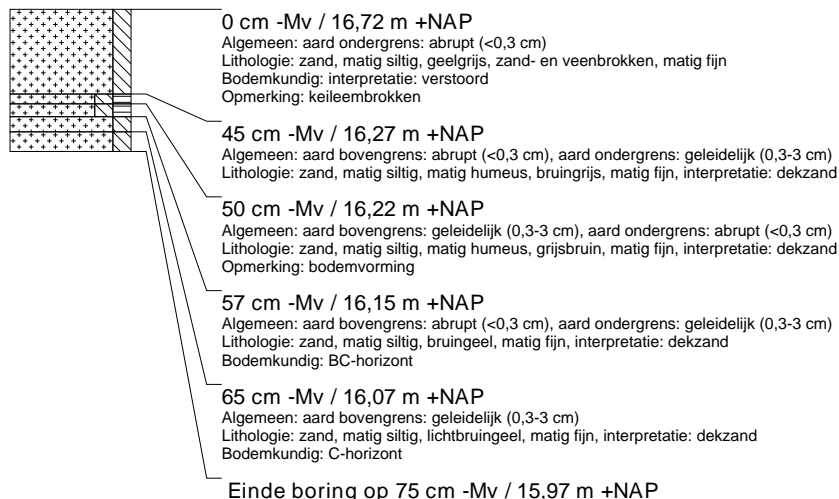 0 cm -Mv / 16,72 m +NAP
Algemeen: aard ondergrens: abrupt (<0,3 cm)
Lithologie: zand, matig siltig, geelgrijs, zand- en veenbrokken, matig fijn
Bodemkundig: interpretatie: verstoord
Opmerking: keileembrokken
45 cm -Mv / 16,27 m +NAP
Algemeen: aard bovengrens: abrupt (<0,3 cm), aard ondergrens: geleidelijk (0,3-3 cm)
Lithologie: zand, matig siltig, matig humeus, bruingrijs, matig fijn, interpretatie: dekzand
50 cm -Mv / 16,22 m +NAP
Algemeen: aard bovengrens: geleidelijk (0,3-3 cm), aard ondergrens: abrupt (<0,3 cm)
Lithologie: zand, matig siltig, matig humeus, grijsbruin, matig fijn, interpretatie: dekzand
Opmerking: bodemvorming
57 cm -Mv / 16,15 m +NAP
Algemeen: aard bovengrens: abrupt (<0,3 cm), aard ondergrens: geleidelijk (0,3-3 cm)
Lithologie: zand, matig siltig, bruingeel, matig fijn, interpretatie: dekzand
Bodemkundig: BC-horizont
65 cm -Mv / 16,07 m +NAP
Algemeen: aard bovengrens: geleidelijk (0,3-3 cm)
Lithologie: zand, matig siltig, lichtbruingeel, matig fijn, interpretatie: dekzand
Bodemkundig: C-horizont
Einde boring op 75 cm -Mv / 15,97 m +NAP